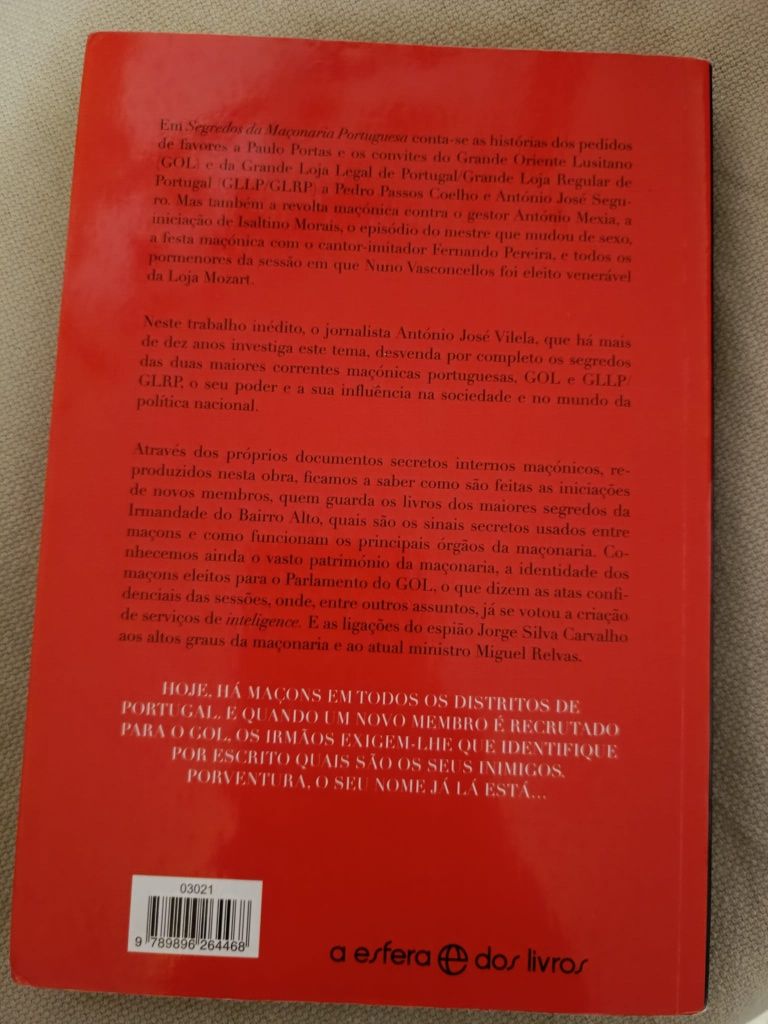 Em Segredos da Maçonaria Portuguesa conta-se as histórias dos pedidos
de favores a Paulo Portas e os convites do Grande Oriente Lusitano
(GOL) e da Grande Loja Legal de Portugal/Grande Loja Regular de
Portugal (GLLP/GLRP) a Pedro Passos Coelho e António José Segu-
ro. Mas também a revolta maçónica contra o gestor António Mexia, a
iniciação de Isaltino Morais, o episódio do mestre que mudou de sexo,
a festa maçónica com o cantor-imitador Fernando Pereira, e todos os
pormenores da sessão em que Nuno Vasconcellos foi eleito venerável
da Loja Mozart.
Neste trabalho inédito, o jornalista António José Vilela, que há mais
de dez anos investiga este tema, desvenda por completo os segredos
das duas maiores correntes maçónicas portuguesas, GOL e GLLP/
GLRP, o seu poder e a sua influência na sociedade e no mundo da
política nacional.
Através dos próprios documentos secretos internos maçónicos, re-
produzidos nesta obra, ficamos a saber como são feitas as iniciações
de novos membros, quem guarda os livros dos maiores segredos da
Irmandade do Bairro Alto, quais são os sinais secretos usados entre
maçons e como funcionam os principais órgãos da maçonaria. Co-
nhecemos ainda o vasto património da maçonaria, a identidade dos
maçons eleitos para o Parlamento do GOL, o que dizem as atas confi-
denciais das sessões, onde, entre outros assuntos, já se votou a criação
de serviços de inteligence. E as ligações do espião Jorge Silva Carvalho
aos altos graus da maçonaria e ao atual ministro Miguel Relvas.
HOJE, HÁ MAÇONS EM TODOS OS DISTRITOS DE
PORTUGAL. E QUANDO UM NOVO MEMBRO É RECRUTADO
PARA O GOL, OS IRMÃOS EXIGEM-LHE QUE IDENTIFIQUE
POR ESCRITO QUAIS SÃO OS SEUS INIMIGOS.
PORVENTURA, O SEU NOME JÁ LÁ ESTÁ...
03021
9 789896 264468
a esfera e dos livros